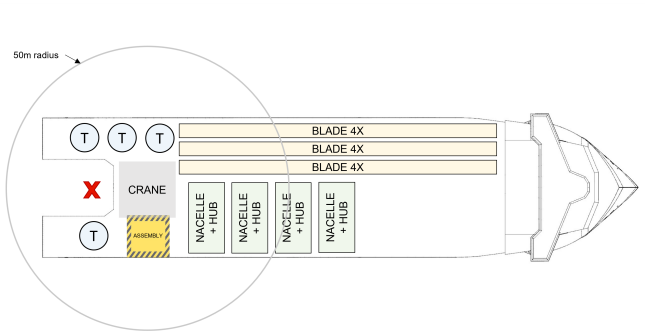 50m radius
T
T
T
BLADE 4X
BLADE 4X
BLADE 4X
X
CRANE
T
ASSEMBLY
NACELLE
+ HUB
NACELLE
+ HUB
NACELLE
+ HUB
NACELLE
+ HUB